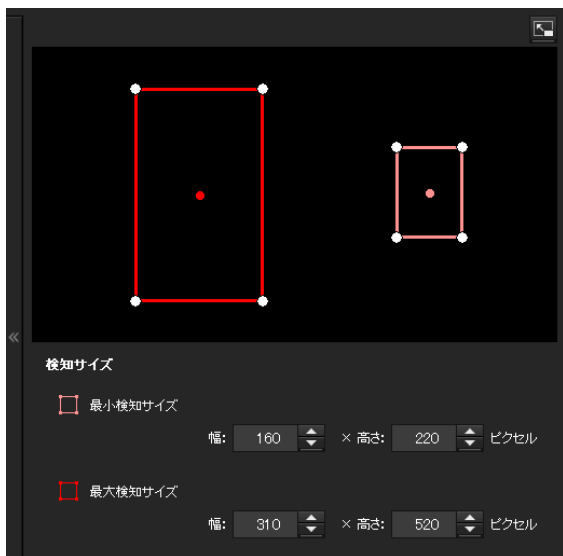 検知サイズ
最小検知サイズ
幅: 160 × 高さ: 220 ピクセル
最大検知サイズ
幅: 310 × 高さ: 520 ピクセル